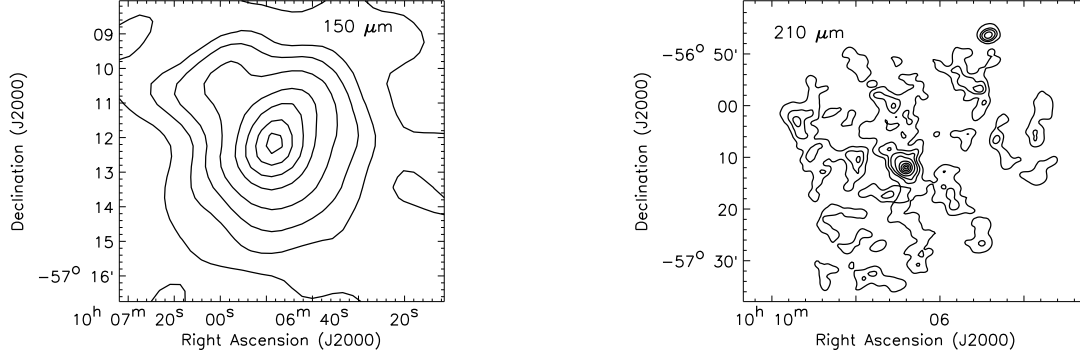 150 μm
09
10
11
12
13
14
15
−57° 16'
10ʰ 07ᵐ 20ˢ 00ˢ 06ᵐ 40ˢ 20ˢ
Right Ascension (J2000)
Declination (J2000)
210 μm
−56° 50'
00
10
20
−57° 30'
10ʰ 10ᵐ 06
Right Ascension (J2000)
Declination (J2000)